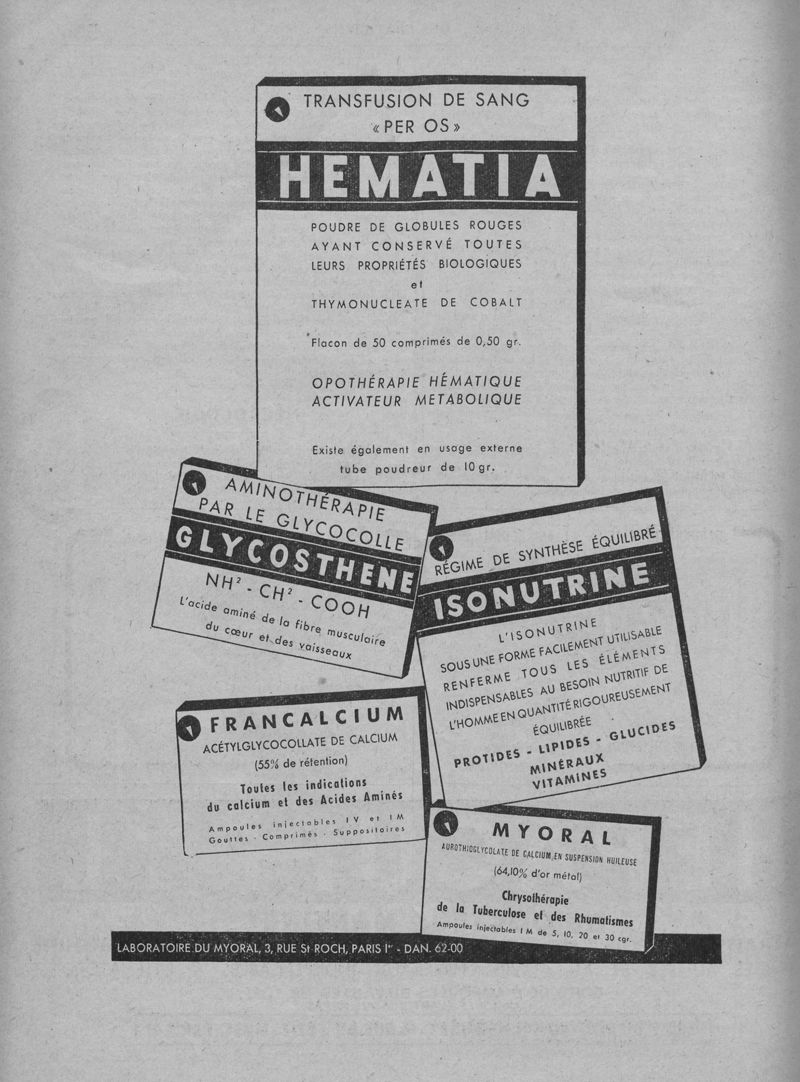 TRANSFUSION DE SANG
« PER OS »
HEMATIA
POUDRE DE GLOBULES ROUGES
AYANT CONSERVÉ TOUTES
LEURS PROPRIÉTÉS BIOLOGIQUES
et
THYMONUCLEATE DE COBALT
Flacon de 50 comprimés de 0,50 gr.
OPOTHÉRAPIE HÉMATIQUE
ACTIVATEUR METABOLIQUE
Existe également en usage externe
tube poudreur de 10 gr.
AMINOTHÉRAPIE
PAR LE GLYCOCOLLE
GLYCOSTHENE
NH² - CH² - COOH
L'acide aminé de la fibre musculaire
du cœur et des vaisseaux
RÉGIME DE SYNTHÈSE ÉQUILIBRÉ
ISONUTRINE
L'ISONUTRINE
SOUS UNE FORME FACILEMENT UTILISABLE
RENFERME TOUS LES ÉLÉMENTS
INDISPENSABLES AU BESOIN NUTRITIF DE
L'HOMME EN QUANTITÉ RIGOUREUSEMENT
ÉQUILIBRÉE
PROTIDES - LIPIDES - GLUCIDES
MINÉRAUX
VITAMINES
FRANCALCIUM
ACÉTYLGLYCOCOLLATE DE CALCIUM
(55% de rétention)
Toutes les indications
du calcium et des Acides Aminés
Ampoules injectables I V et I M
Gouttes - Comprimés - Suppositoires
MYORAL
AUROTHIOGLYCOLATE DE CALCIUM, EN SUSPENSION HUILEUSE
(64,10% d'or métal)
Chrysothérapie
de la Tuberculose et des Rhumatismes
Ampoules injectables I M de 5, 10, 20 et 30 cgr.
LABORATOIRE DU MYORAL, 3, RUE St ROCH, PARIS Iᵉʳ - DAN. 62-00